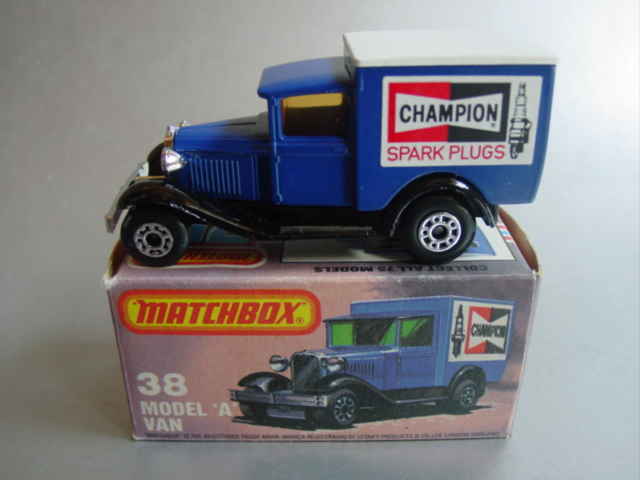 CHAMPION
SPARK PLUGS
COLLECT ALL 75 MODELS
"MATCHBOX"
CHAMPION
38
MODEL 'A'
VAN
"MATCHBOX" IS THE REGISTERED TRADE MARK (MARCA REGISTRADA) OF LESNEY PRODUCTS & CO. LTD. LONDON ENGLAND